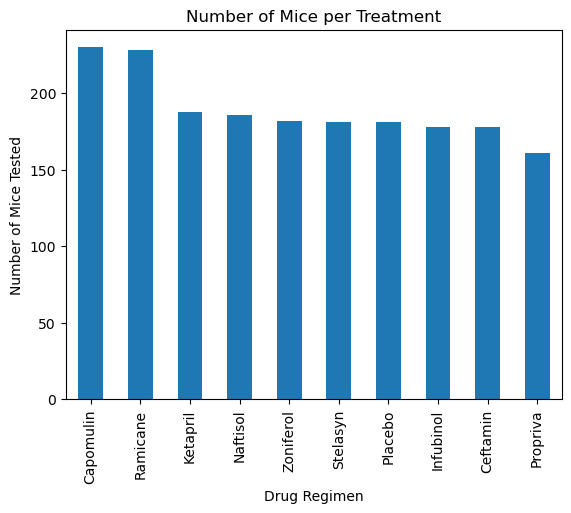 Number of Mice per Treatment
Number of Mice Tested
200
150
100
50
0
Capomulin
Ramicane
Ketapril
Naftisol
Zoniferol
Stelasyn
Placebo
Infubinol
Ceftamin
Propriva
Drug Regimen